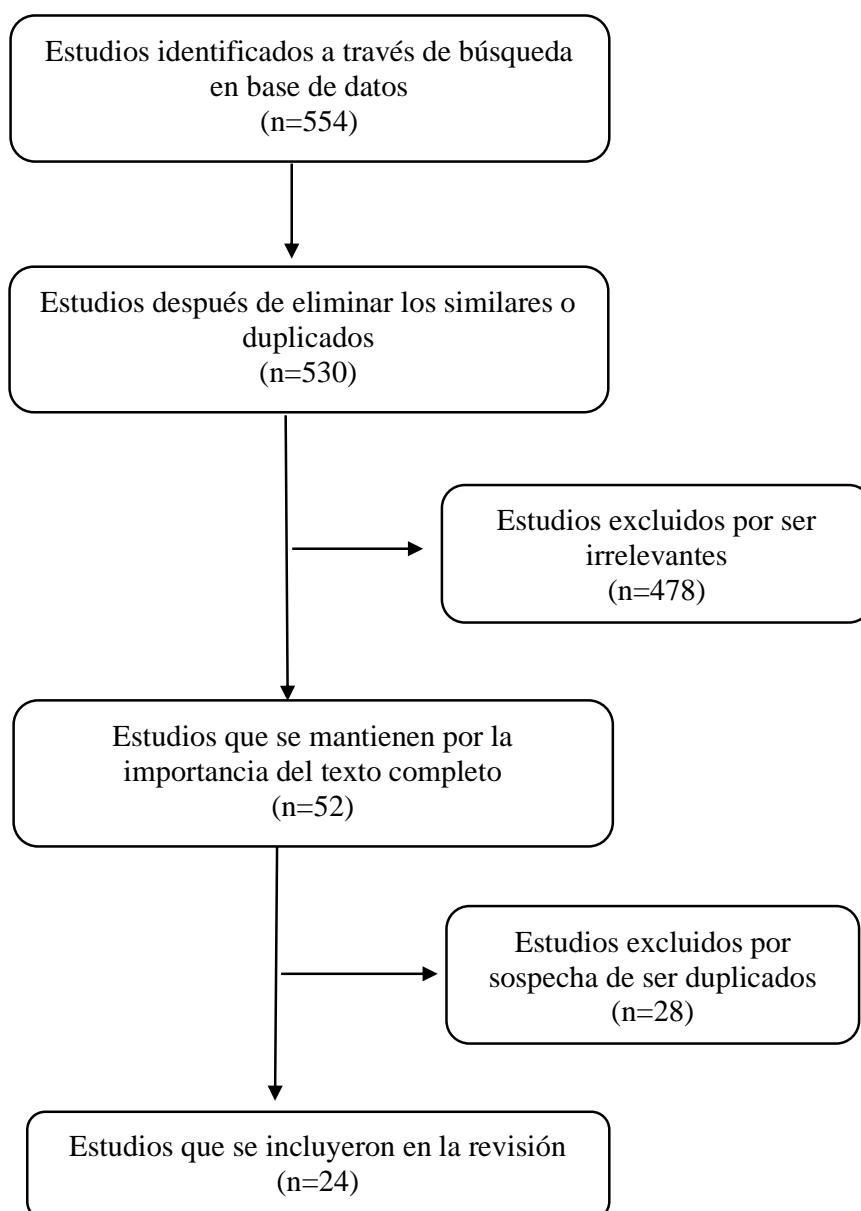 Estudios identificados a través de búsqueda
en base de datos
(n=554)
Estudios después de eliminar los similares o
duplicados
(n=530)
Estudios excluidos por ser
irrelevantes
(n=478)
Estudios que se mantienen por la
importancia del texto completo
(n=52)
Estudios excluidos por
sospecha de ser duplicados
(n=28)
Estudios que se incluyeron en la revisión
(n=24)